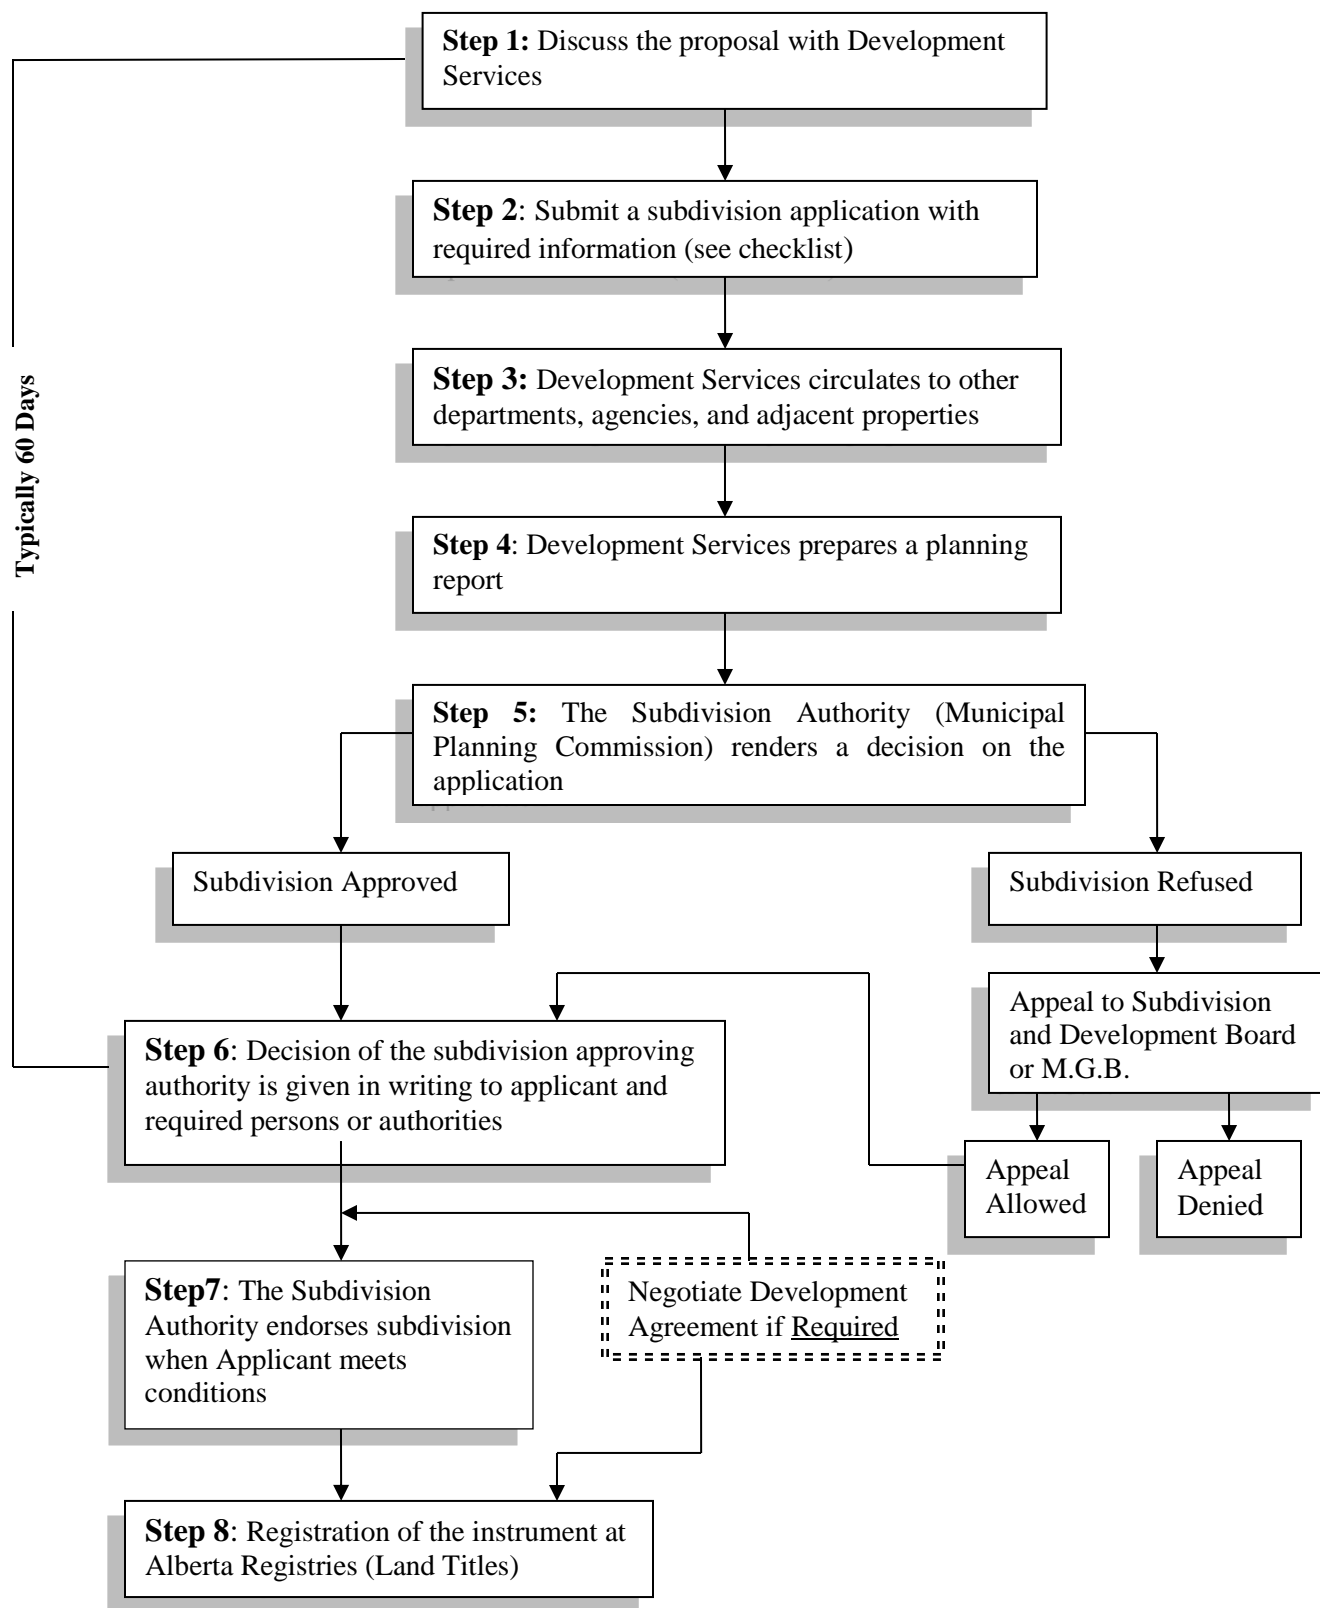 Step 1: Discuss the proposal with Development
Services
Step 2: Submit a subdivision application with
required information (see checklist)
Step 3: Development Services circulates to other
departments, agencies, and adjacent properties
Typically 60 Days
Step 4: Development Services prepares a planning
report
Step 5: The Subdivision Authority (Municipal
Planning Commission) renders a decision on the
application
Subdivision Approved
Subdivision Refused
Appeal to Subdivision
and Development Board
or M.G.B.
Step 6: Decision of the subdivision approving
authority is given in writing to applicant and
required persons or authorities
Appeal
Allowed
Appeal
Denied
Step7: The Subdivision
Authority endorses subdivision
when Applicant meets
conditions
Negotiate Development
Agreement if Required
Step 8: Registration of the instrument at
Alberta Registries (Land Titles)